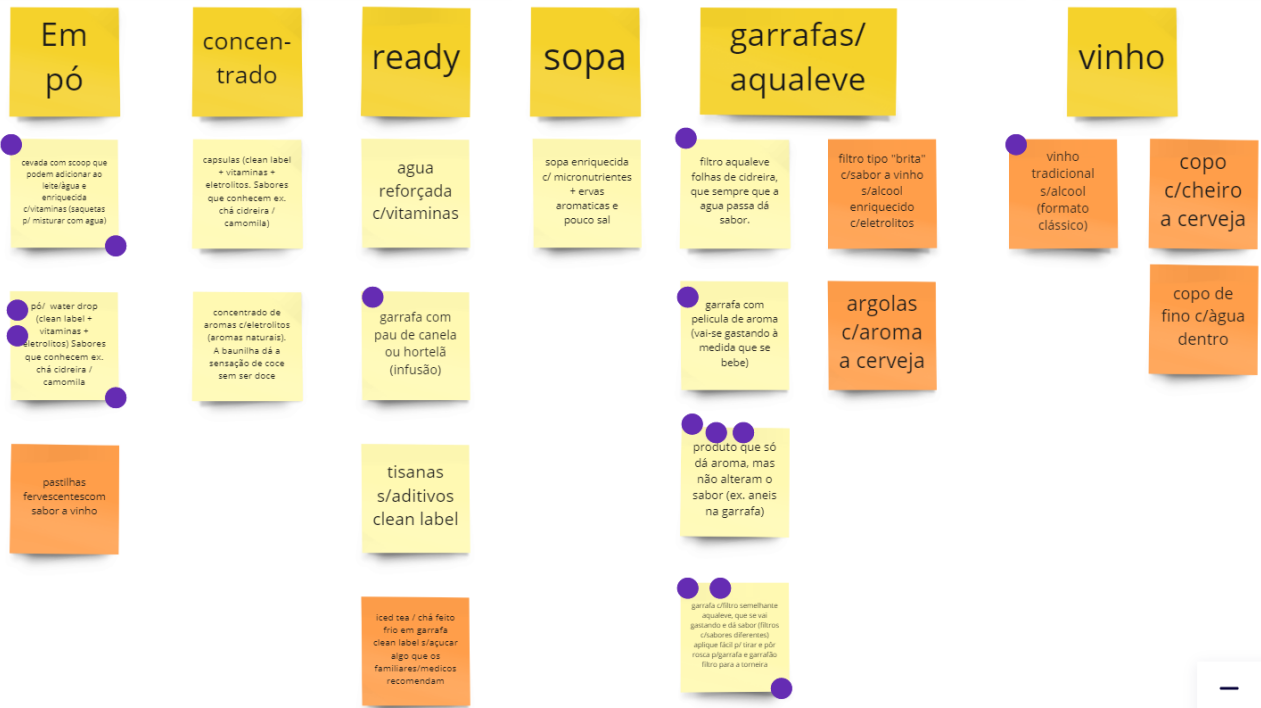 Em
pó
concen-
trado
ready
sopa
garrafas/
aqualeve
vinho
cevada com scoop que
podem adicionar ao
leite/água e
enriquecida
c/vitaminas (saquetas
p/ misturar com agua)
pó/ water drop
(clean label +
vitaminas +
eletrolitos) Sabores
que conhecem ex.
chá cidreira /
camomila
pastilhas
fervescentescom
sabor a vinho
capsulas (clean label
+ vitaminas +
eletrolitos. Sabores
que conhecem ex.
chá cidreira /
camomila)
concentrado de
aromas c/eletrolitos
(aromas naturais).
A baunilha dá a
sensação de coce
sem ser doce
agua
reforçada
c/vitaminas
garrafa com
pau de canela
ou hortelã
(infusão)
tisanas
s/aditivos
clean label
iced tea / chá feito
frio em garrafa
clean label s/açucar
algo que os
familiares/medicos
recomendam
sopa enriquecida
c/ micronutrientes
+ ervas
aromaticas e
pouco sal
filtro aqualeve
folhas de cidreira,
que sempre que a
agua passa dá
sabor.
garrafa com
pelicula de aroma
(vai-se gastando à
medida que se
bebe)
produto que só
dá aroma, mas
não alteram o
sabor (ex. aneis
na garrafa)
garrafa c/filtro semelhante
aqualeve, que se vai
gastando e dá sabor (filtros
c/sabores diferentes)
aplique fácil p/ tirar e pôr
rosca p/garrafa e garrafão
filtro para a torneira
filtro tipo "brita"
c/sabor a vinho
s/alcool
enriquecido
c/eletrolitos
argolas
c/aroma
a cerveja
vinho
tradicional
s/alcool
(formato
clássico)
copo
c/cheiro
a cerveja
copo de
fino c/àgua
dentro